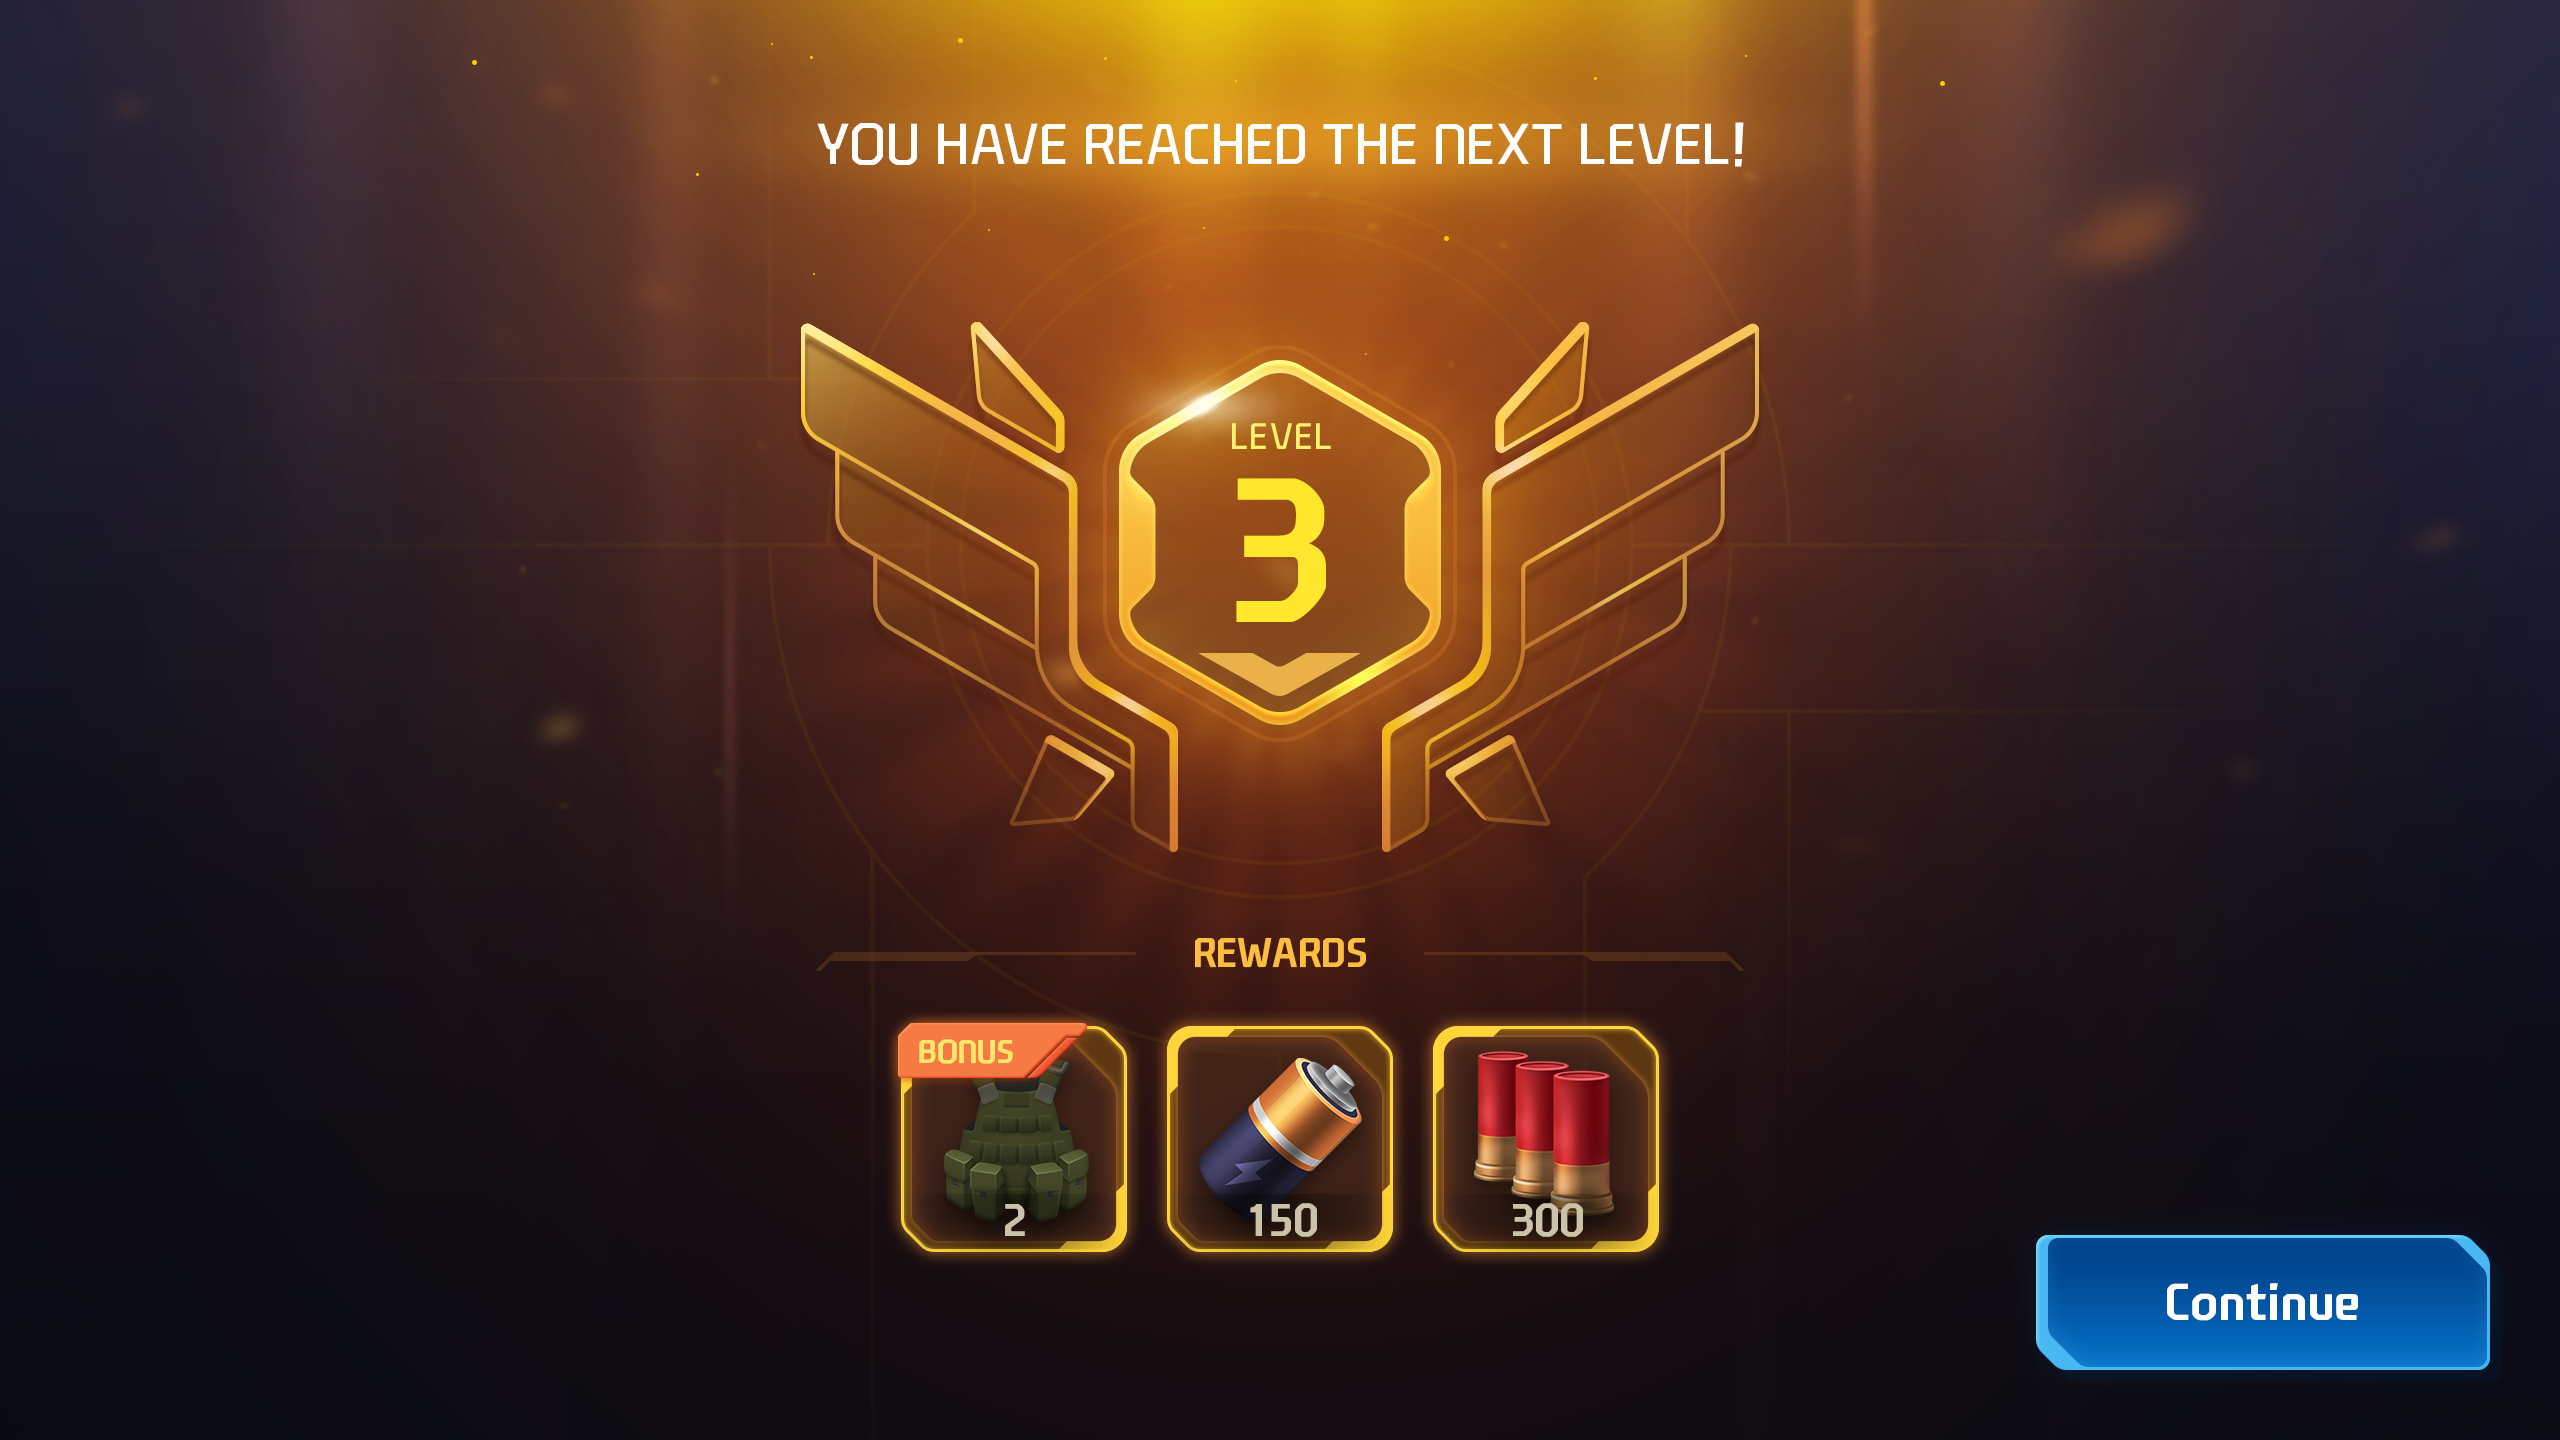 YOU HAVE REACHED THE NEXT LEVEL!
LEVEL
3
REWARDS
BONUS
2
150
300
Continue